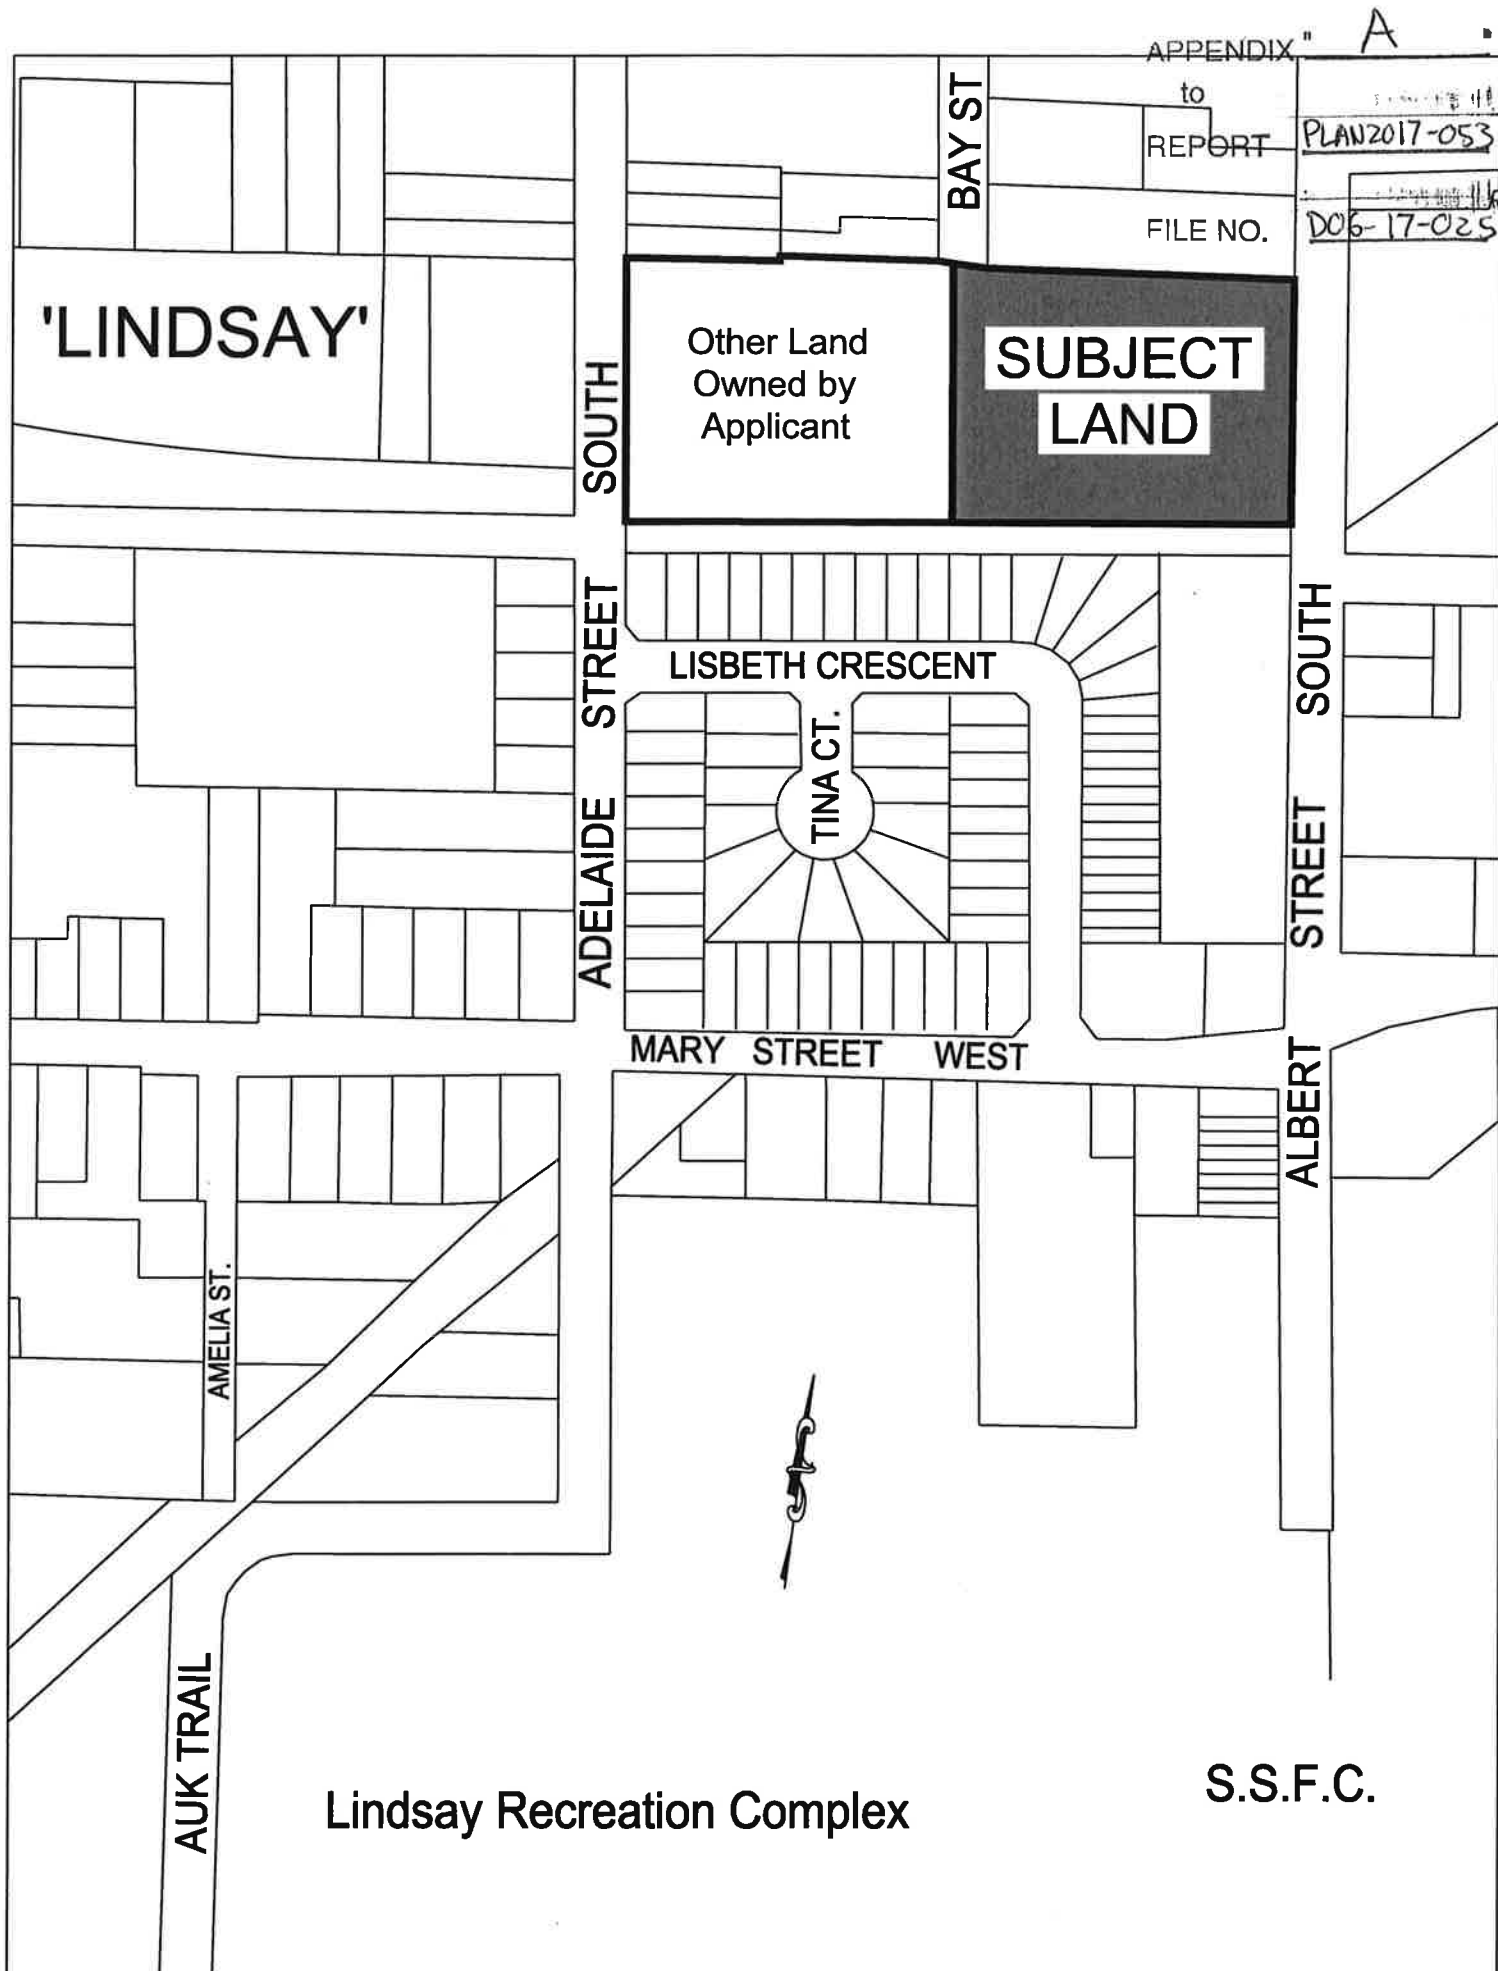 APPENDIX " A "
to
REPORT PLAN2017-053
FILE NO. D06-17-025
BAY ST
'LINDSAY'
Other Land
Owned by
Applicant
SUBJECT
LAND
ADELAIDE STREET SOUTH
LISBETH CRESCENT
TINA CT.
ALBERT STREET SOUTH
MARY STREET WEST
AMELIA ST.
AUK TRAIL
Lindsay Recreation Complex
S.S.F.C.